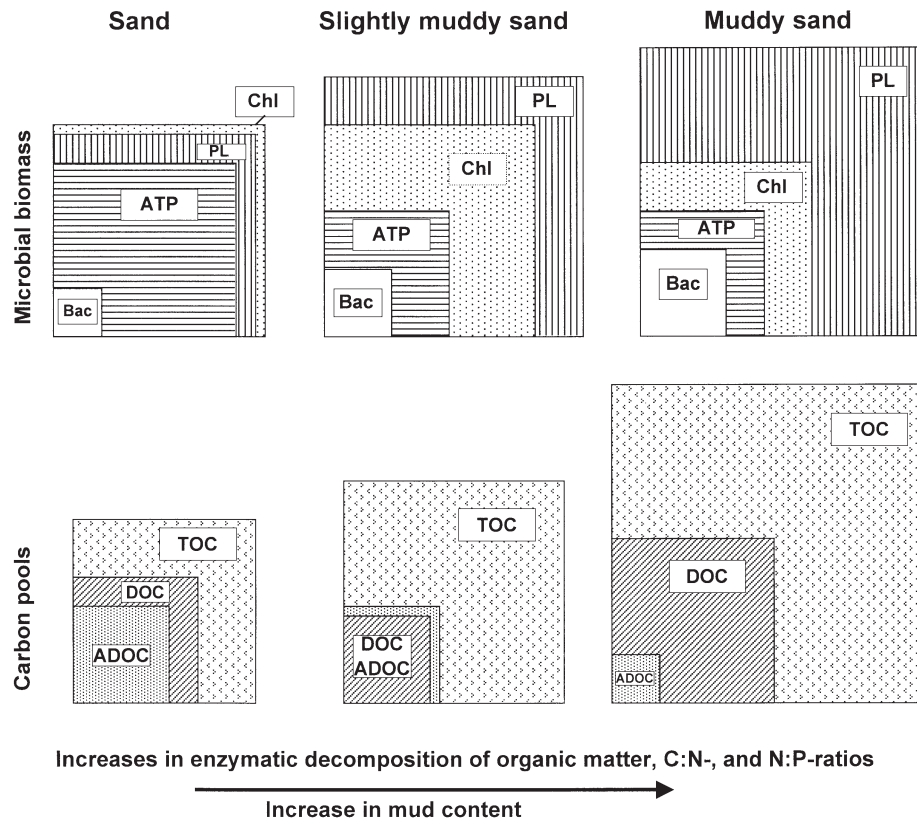 Sand
Slightly muddy sand
Muddy sand
Microbial biomass
Chl
PL
ATP
Bac
PL
Chl
ATP
Bac
PL
Chl
ATP
Bac
Carbon pools
TOC
DOC
ADOC
TOC
DOC
ADOC
TOC
DOC
ADOC
Increases in enzymatic decomposition of organic matter, C:N-, and N:P-ratios
Increase in mud content